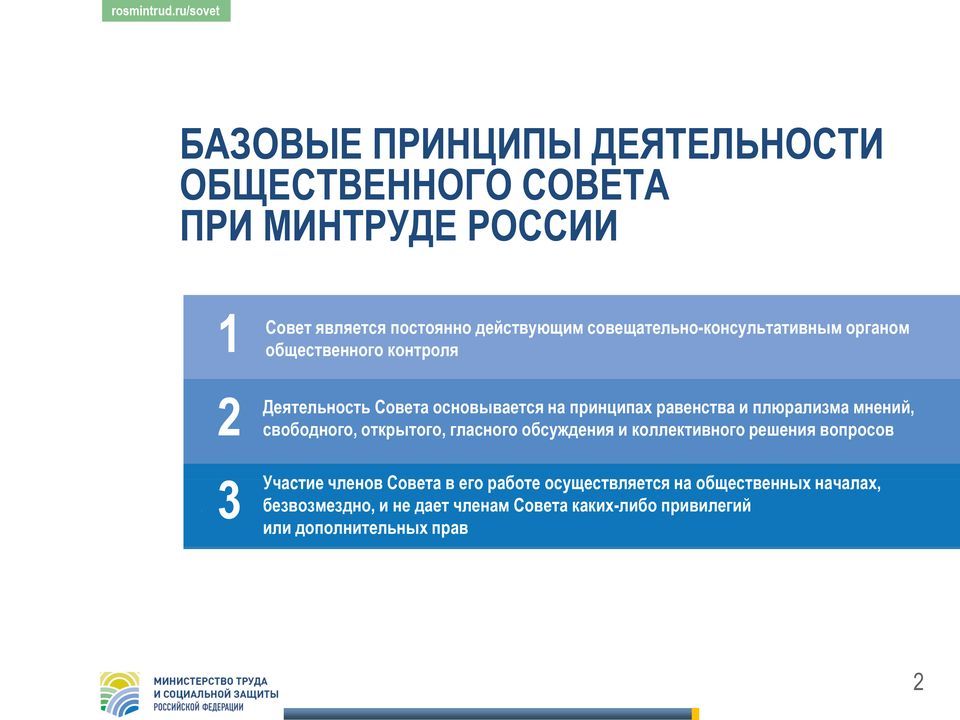 rosmintrud.ru/sovet
БАЗОВЫЕ ПРИНЦИПЫ ДЕЯТЕЛЬНОСТИ
ОБЩЕСТВЕННОГО СОВЕТА
ПРИ МИНТРУДЕ РОССИИ
1
Совет является постоянно действующим совещательно-консультативным органом
общественного контроля
2
Деятельность Совета основывается на принципах равенства и плюрализма мнений,
свободного, открытого, гласного обсуждения и коллективного решения вопросов
3
Участие членов Совета в его работе осуществляется на общественных началах,
безвозмездно, и не дает членам Совета каких-либо привилегий
или дополнительных прав
МИНИСТЕРСТВО ТРУДА
И СОЦИАЛЬНОЙ ЗАЩИТЫ
РОССИЙСКОЙ ФЕДЕРАЦИИ
2